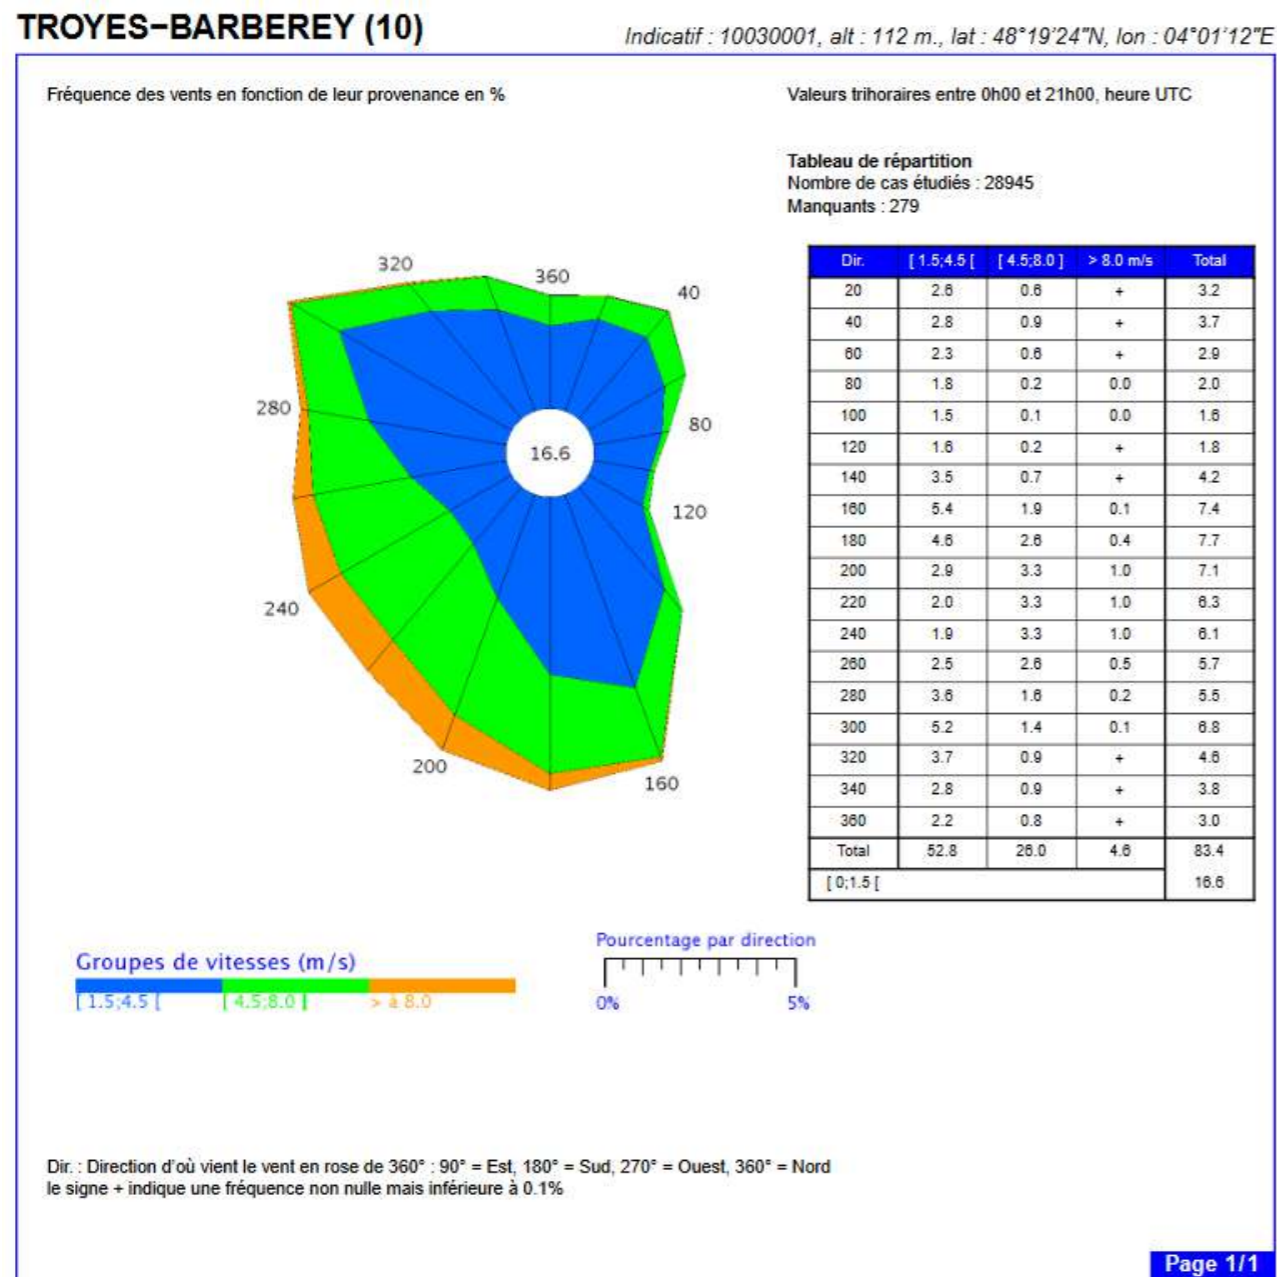 TROYES−BARBEREY (10)
Indicatif : 10030001, alt : 112 m., lat : 48°19'24"N, lon : 04°01'12"E
Fréquence des vents en fonction de leur provenance en %
Valeurs trihoraires entre 0h00 et 21h00, heure UTC
Tableau de répartition
Nombre de cas étudiés : 28945
Manquants : 279
320
360
40
280
80
16.6
120
240
200
160
Dir. [ 1.5;4.5 [ [ 4.5;8.0 ] > 8.0 m/s Total
20 2.6 0.6 + 3.2
40 2.8 0.9 + 3.7
60 2.3 0.6 + 2.9
80 1.8 0.2 0.0 2.0
100 1.5 0.1 0.0 1.6
120 1.6 0.2 + 1.8
140 3.5 0.7 + 4.2
160 5.4 1.9 0.1 7.4
180 4.6 2.6 0.4 7.7
200 2.9 3.3 1.0 7.1
220 2.0 3.3 1.0 6.3
240 1.9 3.3 1.0 6.1
260 2.5 2.6 0.5 5.7
280 3.6 1.6 0.2 5.5
300 5.2 1.4 0.1 6.8
320 3.7 0.9 + 4.6
340 2.8 0.9 + 3.8
360 2.2 0.8 + 3.0
Total 52.8 26.0 4.6 83.4
[ 0;1.5 [ 16.6
Groupes de vitesses (m/s)
[ 1.5;4.5 [ [ 4.5;8.0 ] > à 8.0
Pourcentage par direction
0% 5%
Dir. : Direction d'où vient le vent en rose de 360° : 90° = Est, 180° = Sud, 270° = Ouest, 360° = Nord
le signe + indique une fréquence non nulle mais inférieure à 0.1%
Page 1/1